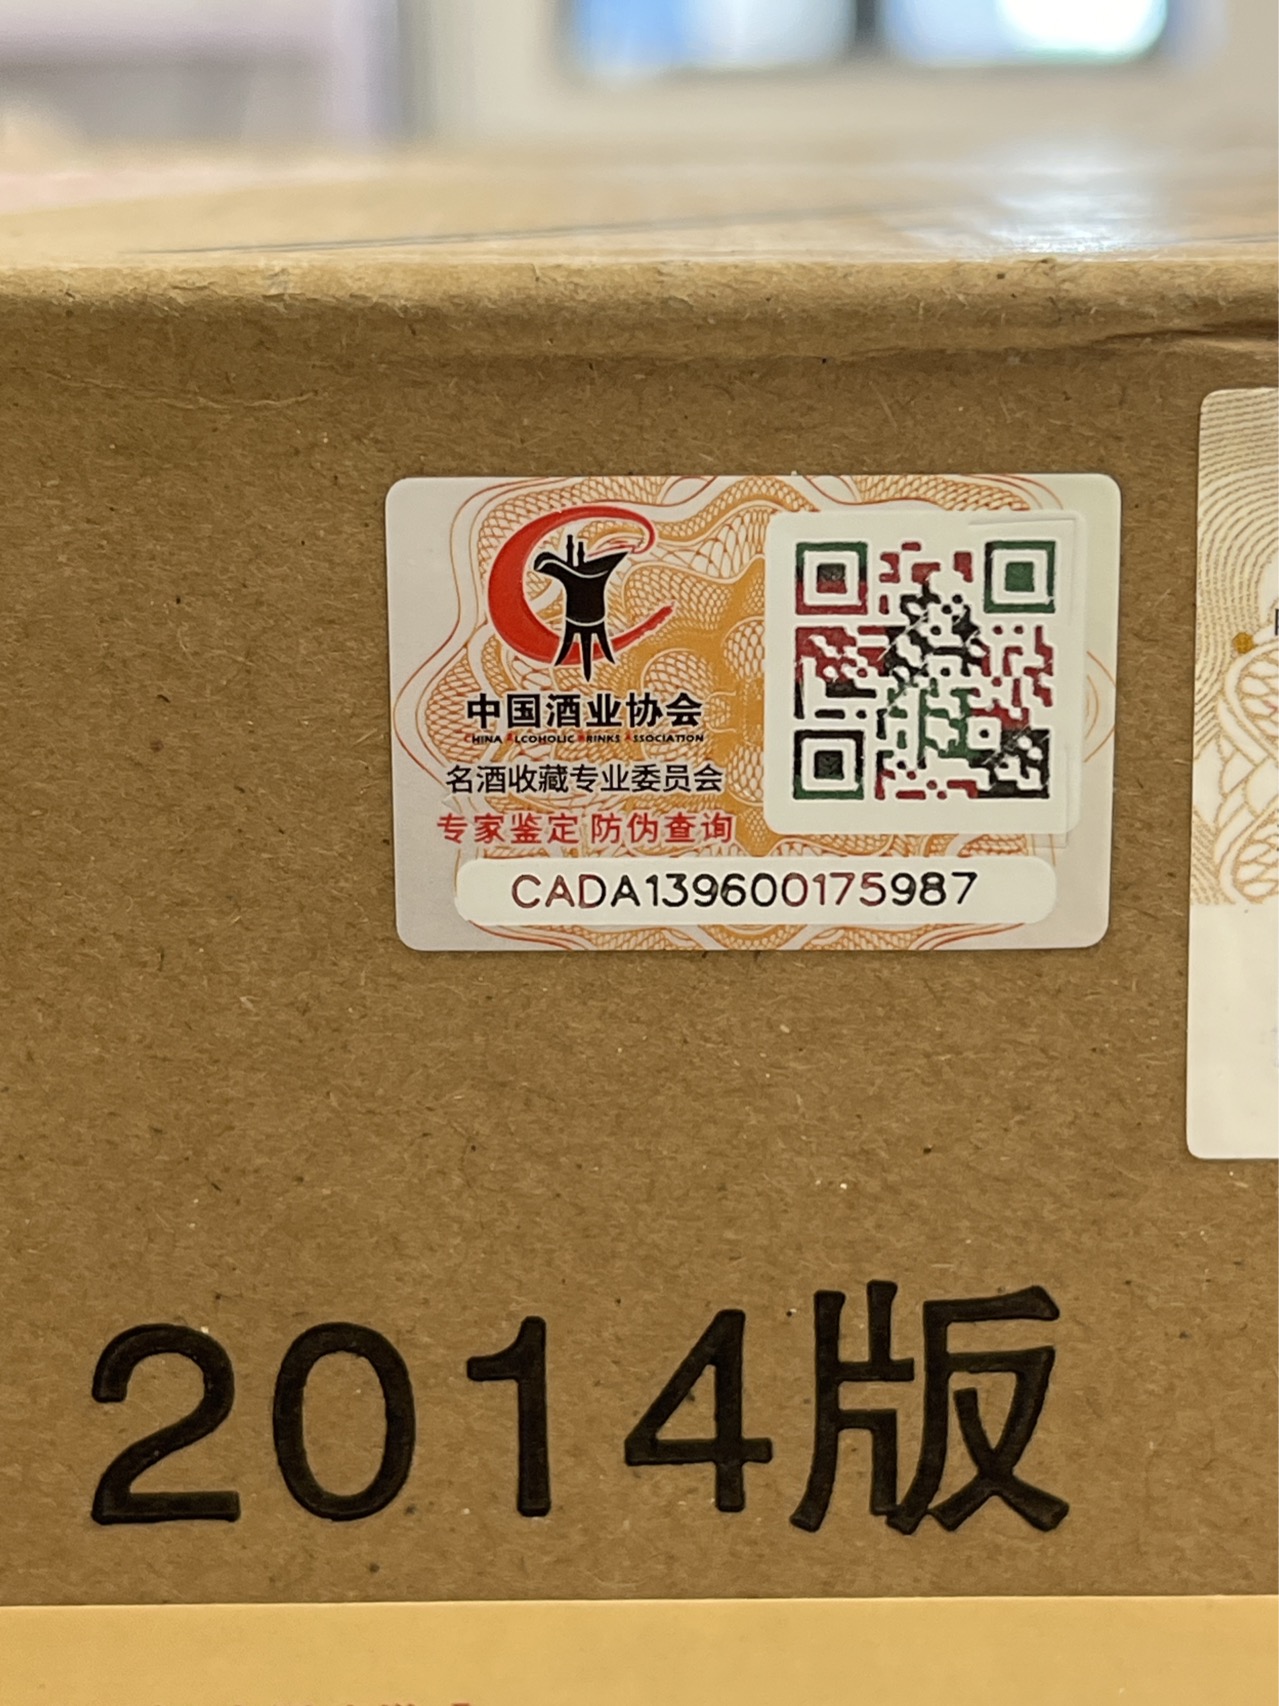 中国酒业协会
CHINA ALCOHOLIC DRINKS ASSOCIATION
名酒收藏专业委员会
专家鉴定 防伪查询
CADA139600175987
2014版